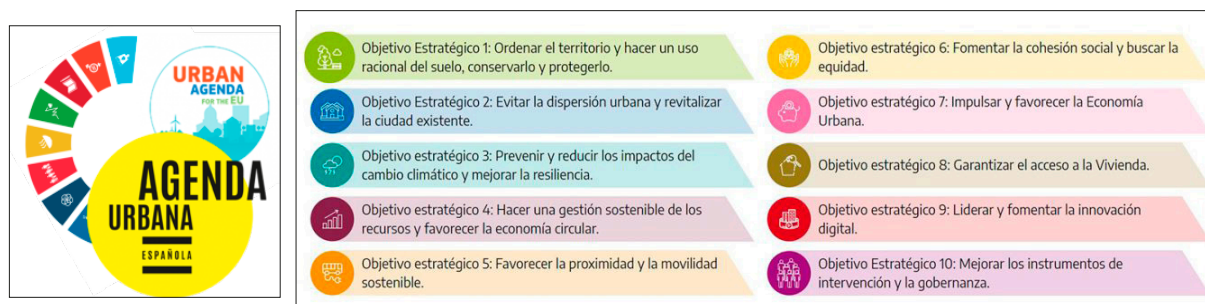 URBAN
AGENDA
FOR THE EU
AGENDA
URBANA
ESPAÑOLA
Objetivo Estratégico 1: Ordenar el territorio y hacer un uso
racional del suelo, conservarlo y protegerlo.
Objetivo Estratégico 2: Evitar la dispersión urbana y revitalizar
la ciudad existente.
Objetivo estratégico 3: Prevenir y reducir los impactos del
cambio climático y mejorar la resiliencia.
Objetivo estratégico 4: Hacer una gestión sostenible de los
recursos y favorecer la economía circular.
Objetivo estratégico 5: Favorecer la proximidad y la movilidad
sostenible.
Objetivo estratégico 6: Fomentar la cohesión social y buscar la
equidad.
Objetivo estratégico 7: Impulsar y favorecer la Economía
Urbana.
Objetivo estratégico 8: Garantizar el acceso a la Vivienda.
Objetivo estratégico 9: Liderar y fomentar la innovación
digital.
Objetivo Estratégico 10: Mejorar los instrumentos de
intervención y la gobernanza.